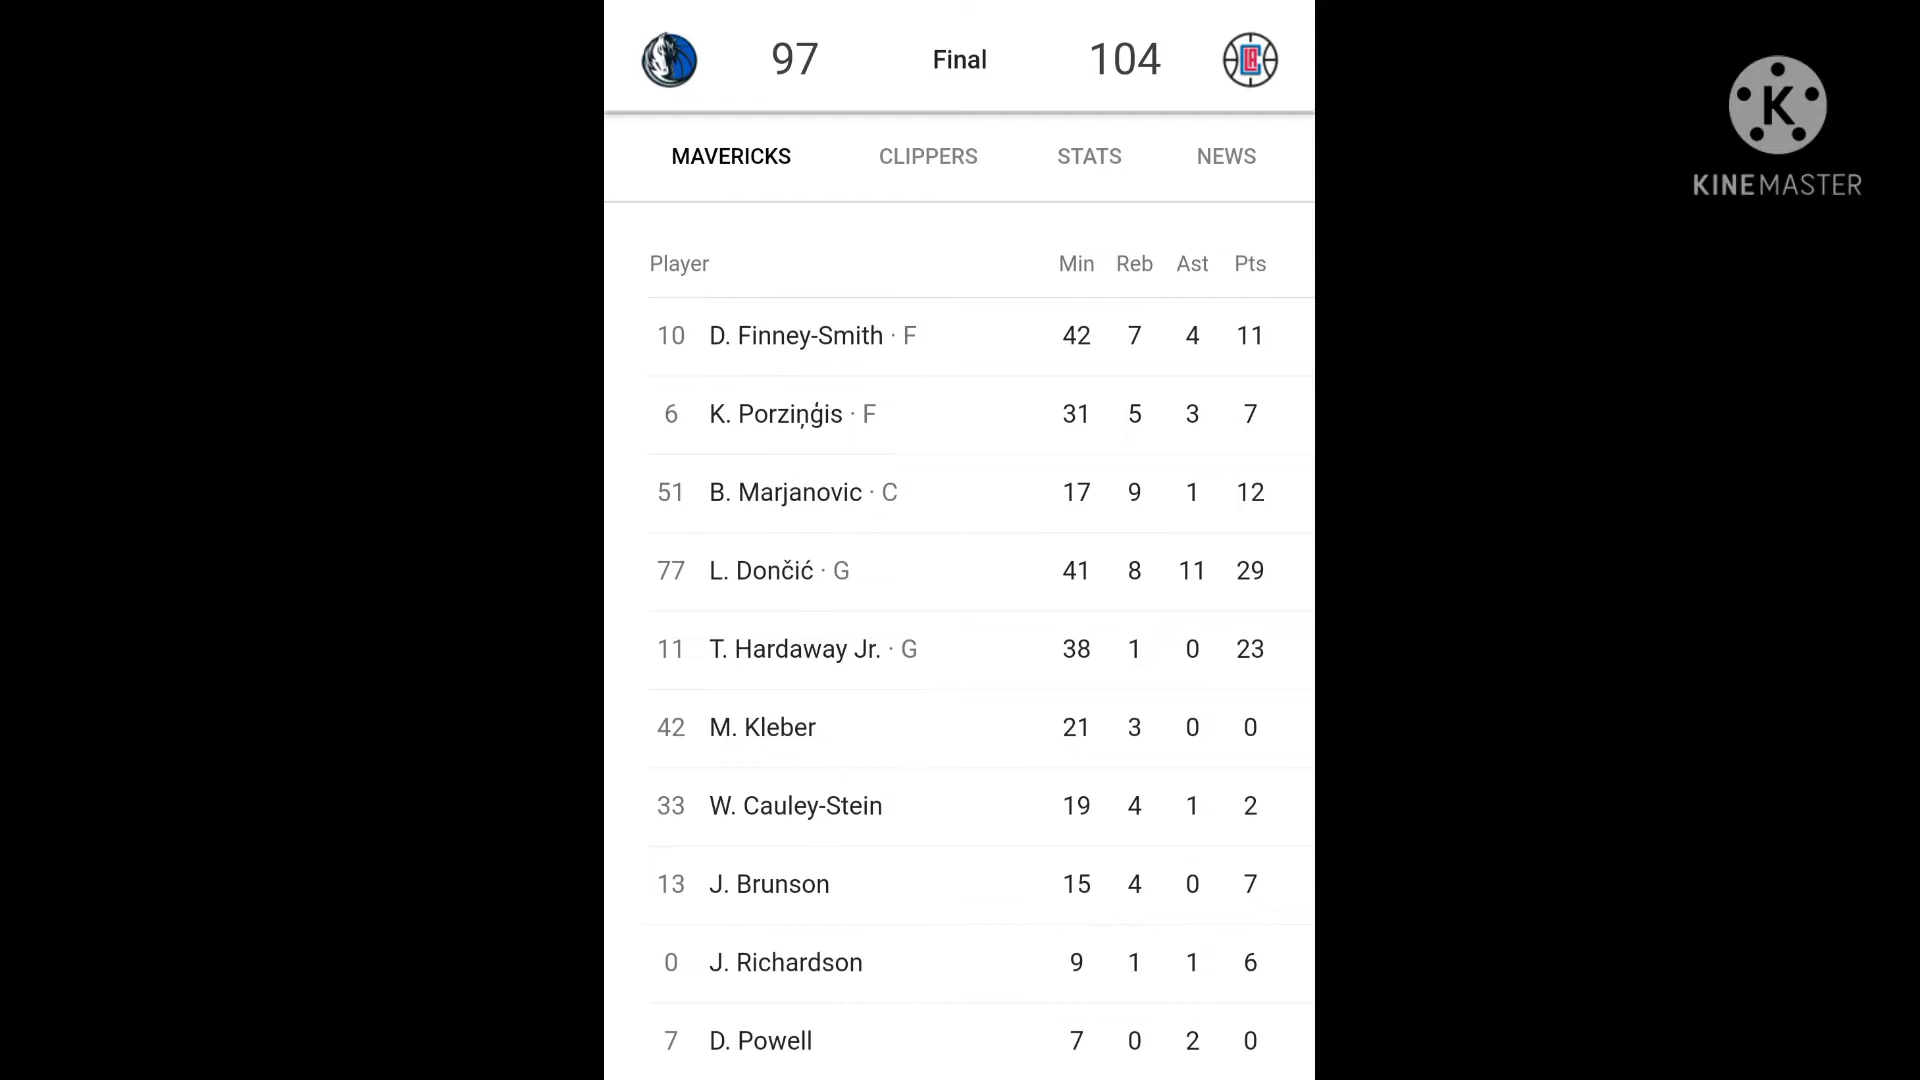 97 Final 104
MAVERICKS CLIPPERS STATS NEWS
Player Min Reb Ast Pts
10 D. Finney-Smith · F 42 7 4 11
6 K. Porziņģis · F 31 5 3 7
51 B. Marjanovic · C 17 9 1 12
77 L. Dončić · G 41 8 11 29
11 T. Hardaway Jr. · G 38 1 0 23
42 M. Kleber 21 3 0 0
33 W. Cauley-Stein 19 4 1 2
13 J. Brunson 15 4 0 7
0 J. Richardson 9 1 1 6
7 D. Powell 7 0 2 0
K
KINEMASTER